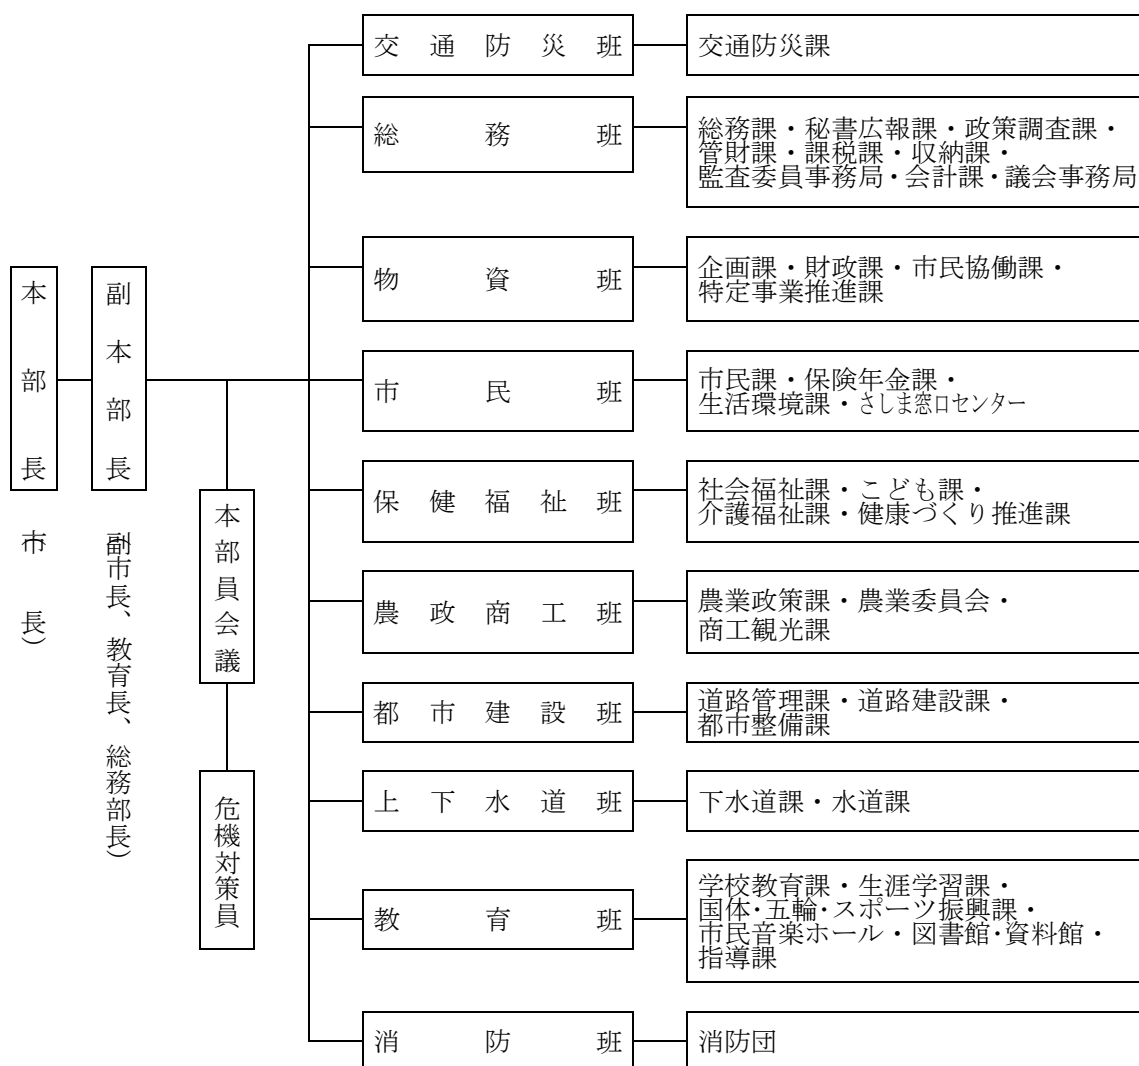 本部長（市長）
副本部長（副市長、教育長、総務部長）
本部員会議
危機対策員
交通防災班
交通防災課
総務班
総務課・秘書広報課・政策調査課・
管財課・課税課・収納課・
監査委員事務局・会計課・議会事務局
物資班
企画課・財政課・市民協働課・
特定事業推進課
市民班
市民課・保険年金課・
生活環境課・さしま窓口センター
保健福祉班
社会福祉課・こども課・
介護福祉課・健康づくり推進課
農政商工班
農業政策課・農業委員会・
商工観光課
都市建設班
道路管理課・道路建設課・
都市整備課
上下水道班
下水道課・水道課
教育班
学校教育課・生涯学習課・
国体・五輪・スポーツ振興課・
市民音楽ホール・図書館・資料館・
指導課
消防班
消防団